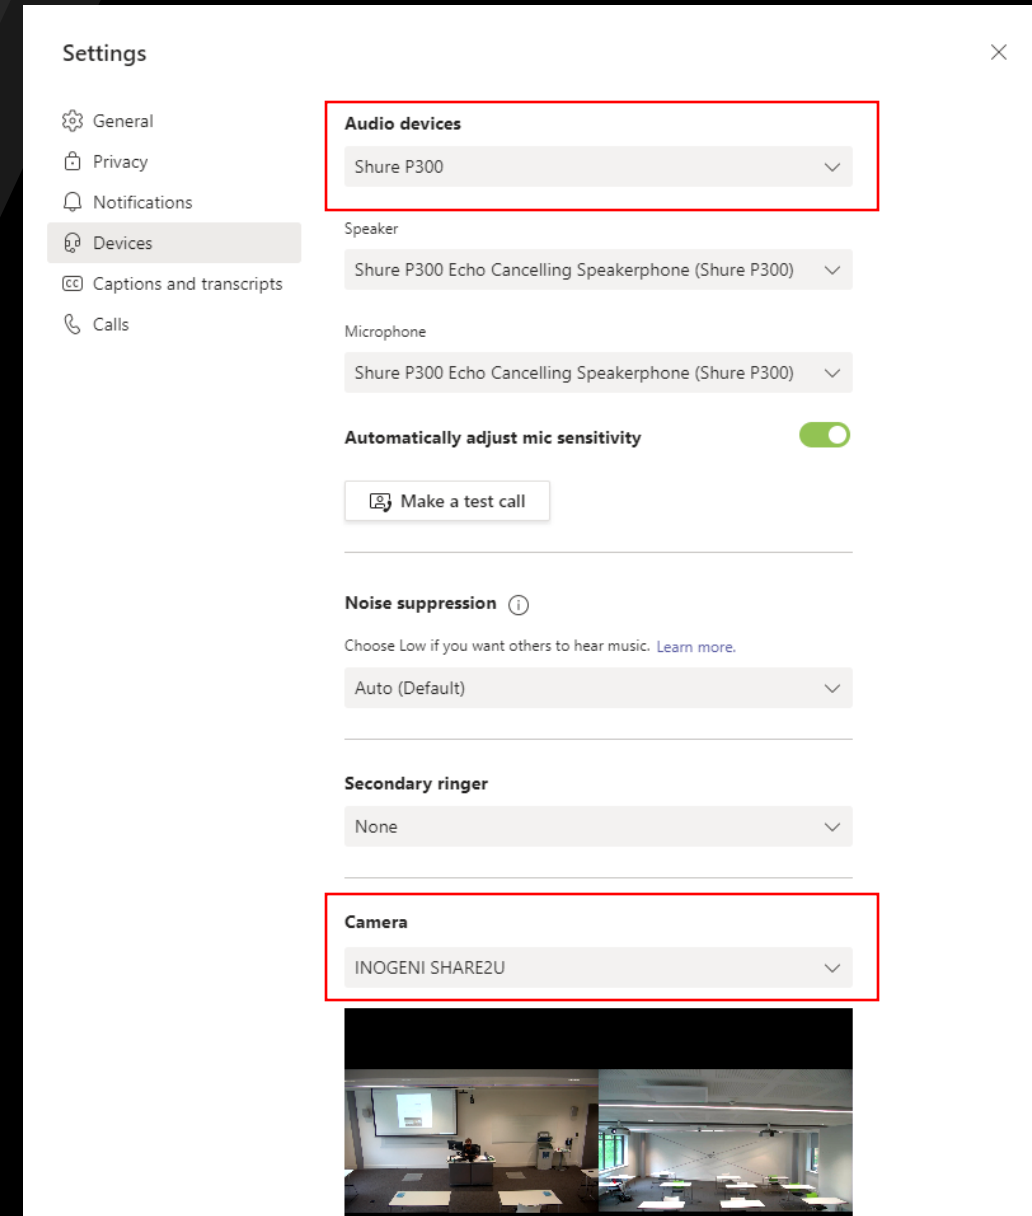 Settings
General
Privacy
Notifications
Devices
CC Captions and transcripts
Calls
Audio devices
Shure P300
Speaker
Shure P300 Echo Cancelling Speakerphone (Shure P300)
Microphone
Shure P300 Echo Cancelling Speakerphone (Shure P300)
Automatically adjust mic sensitivity
Make a test call
Noise suppression
Choose Low if you want others to hear music. Learn more.
Auto (Default)
Secondary ringer
None
Camera
INOGENI SHARE2U